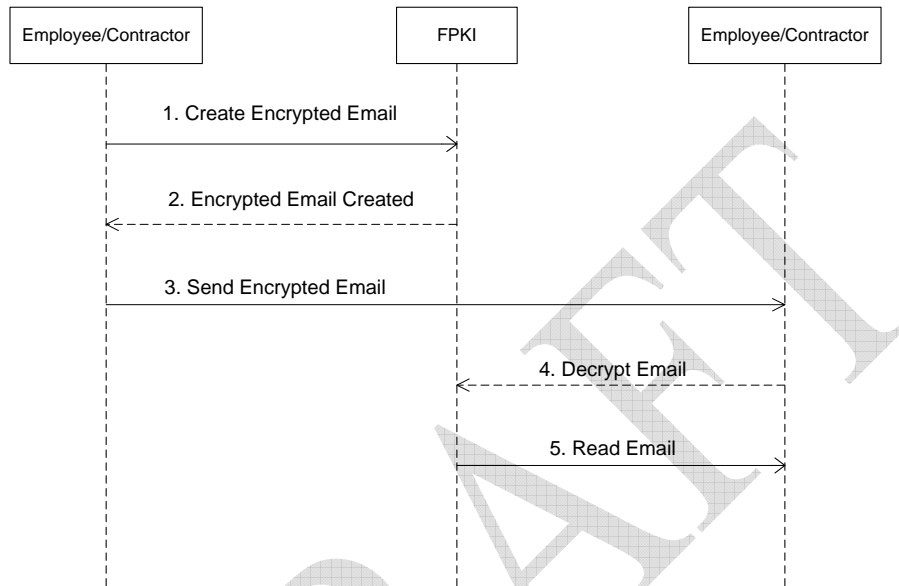 Employee/Contractor
FPKI
Employee/Contractor
1. Create Encrypted Email
2. Encrypted Email Created
3. Send Encrypted Email
4. Decrypt Email
5. Read Email
DRAFT